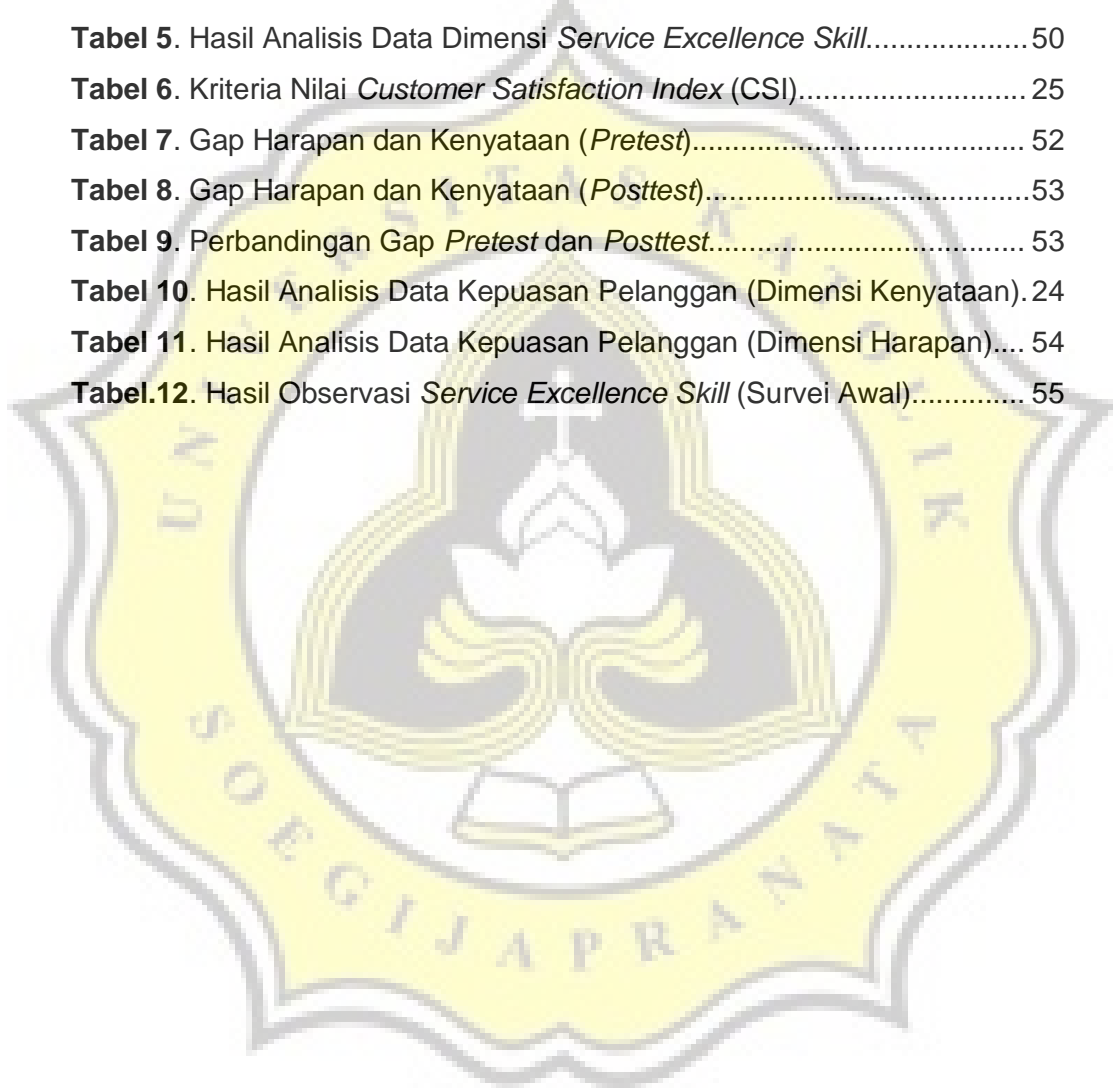 Tabel 5. Hasil Analisis Data Dimensi Service Excellence Skill.................... 50
Tabel 6. Kriteria Nilai Customer Satisfaction Index (CSI)........................... 25
Tabel 7. Gap Harapan dan Kenyataan (Pretest)....................................... 52
Tabel 8. Gap Harapan dan Kenyataan (Posttest)......................................53
Tabel 9. Perbandingan Gap Pretest dan Posttest..................................... 53
Tabel 10. Hasil Analisis Data Kepuasan Pelanggan (Dimensi Kenyataan). 24
Tabel 11. Hasil Analisis Data Kepuasan Pelanggan (Dimensi Harapan).... 54
Tabel.12. Hasil Observasi Service Excellence Skill (Survei Awal).............. 55
UNIVERSITAS KATOLIK
SOEGIJAPRANATA